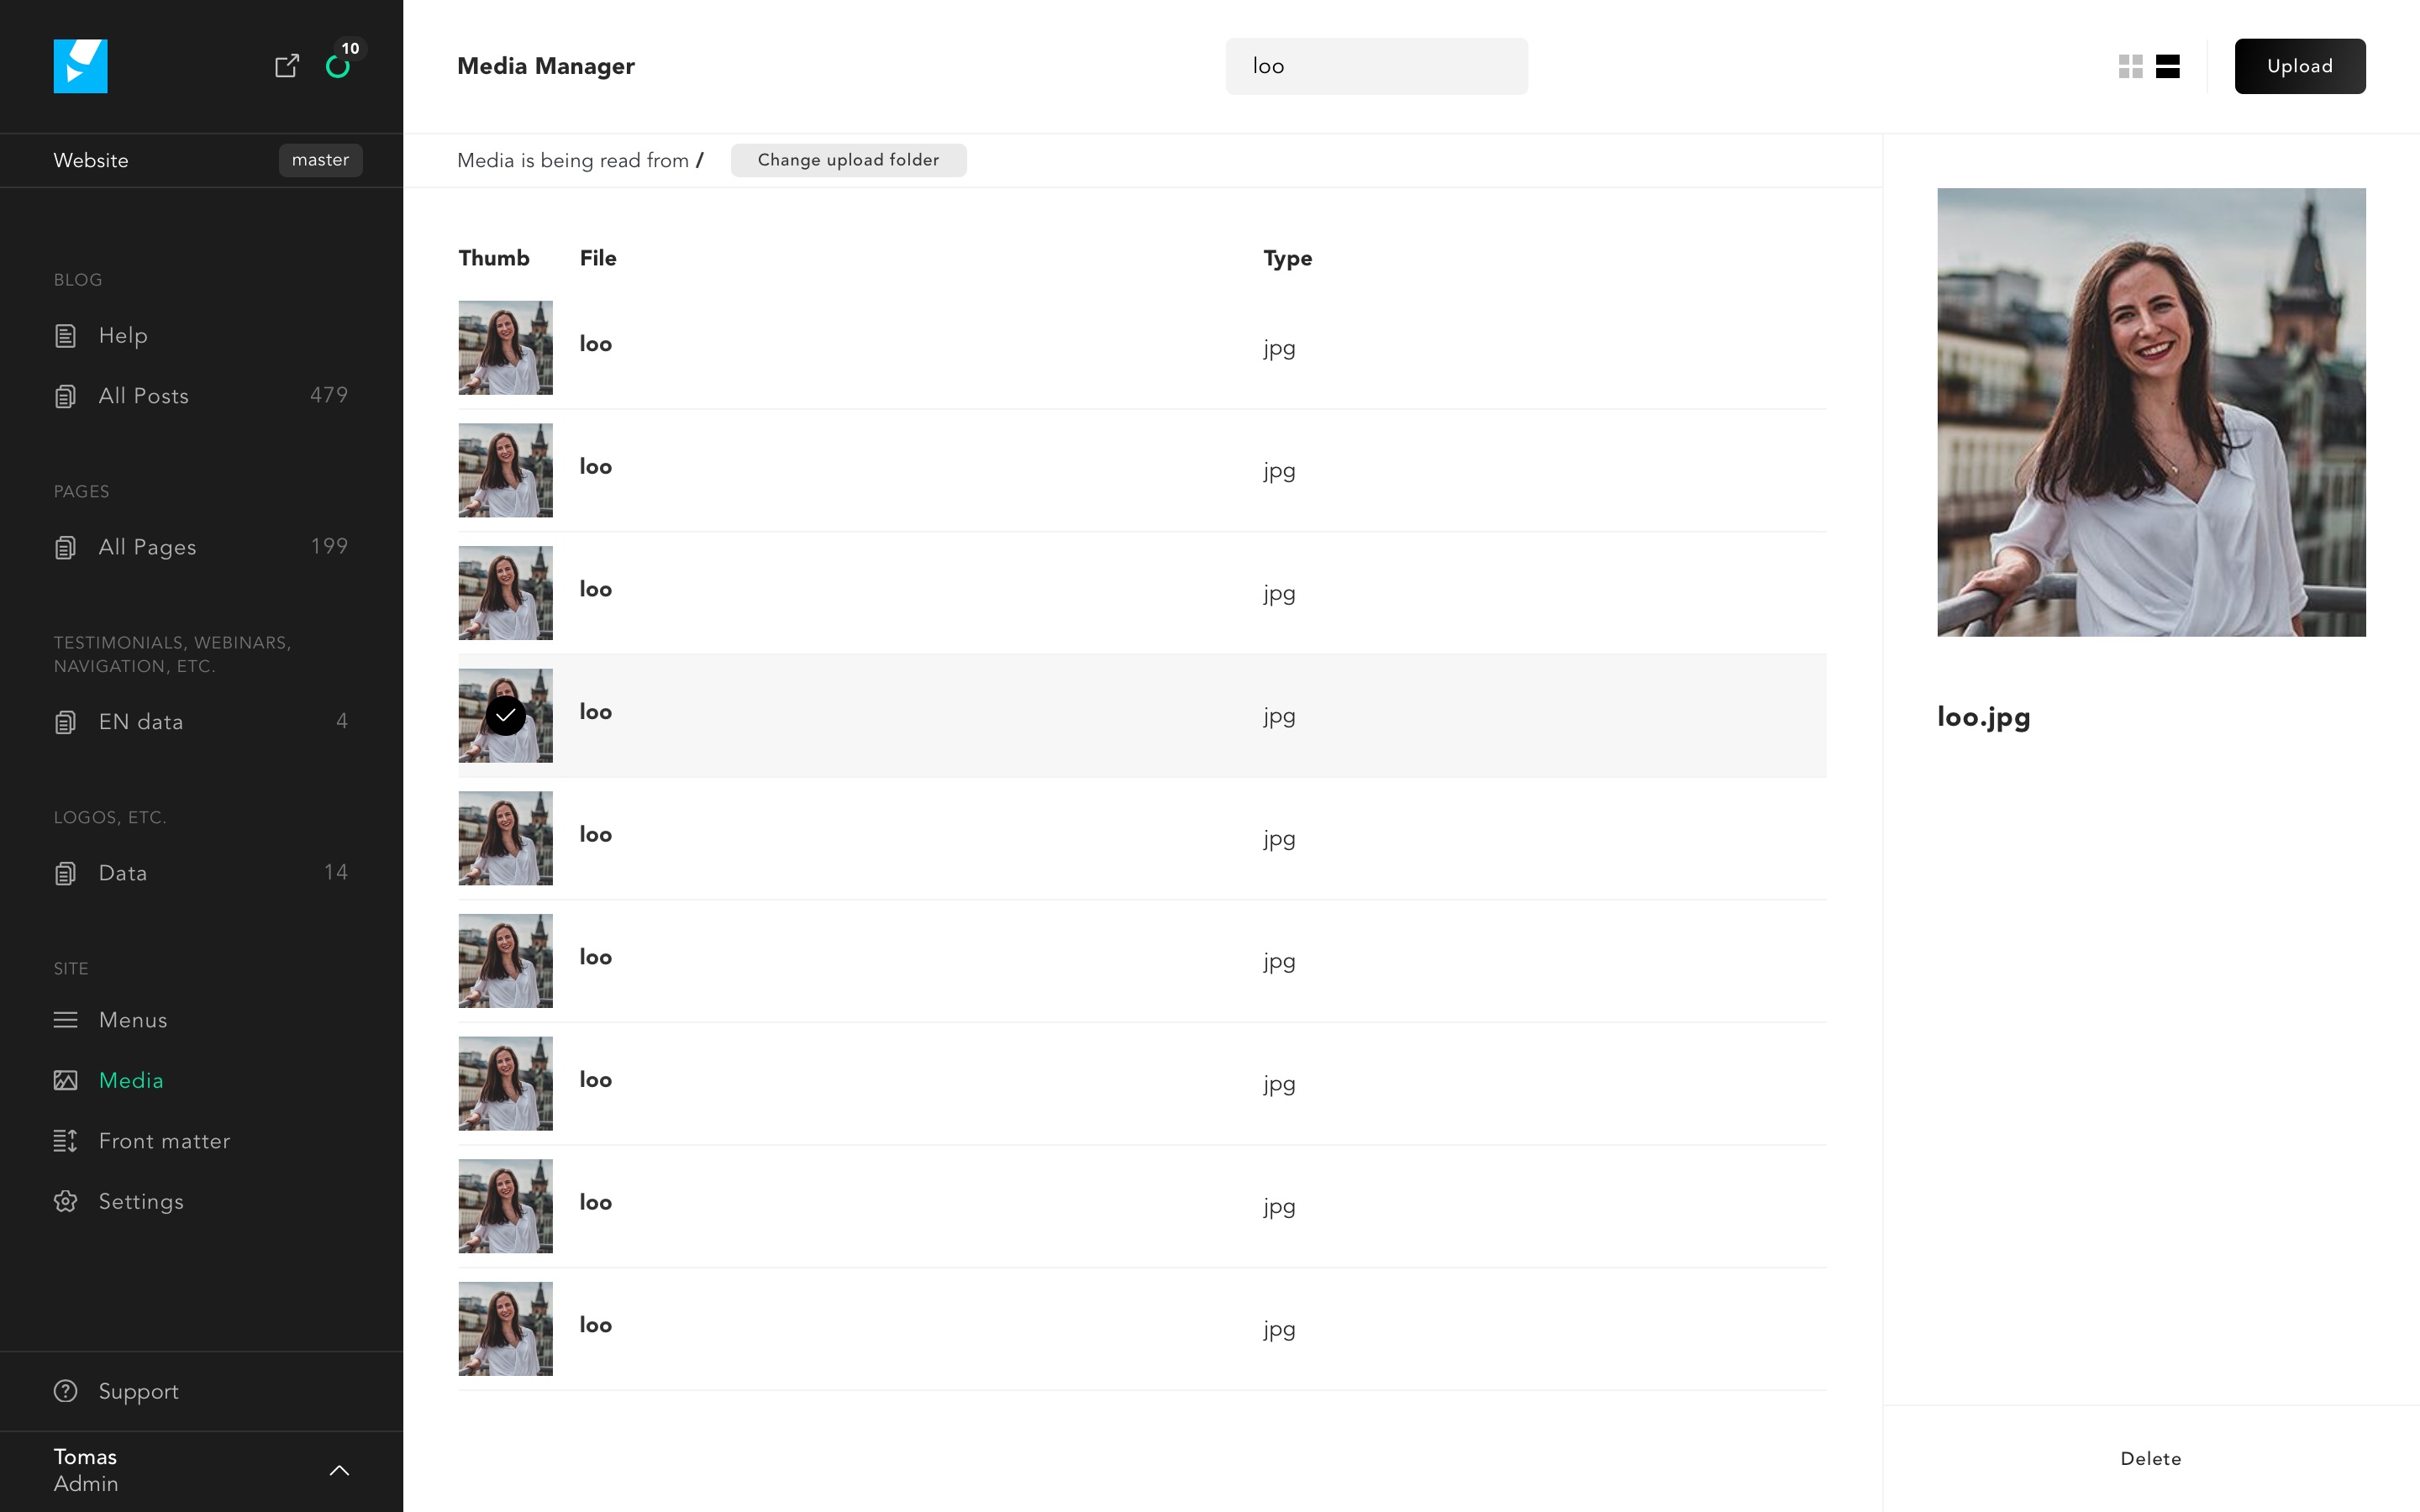 10
Website
master
BLOG
Help
All Posts 479
PAGES
All Pages 199
TESTIMONIALS, WEBINARS,
NAVIGATION, ETC.
EN data 4
LOGOS, ETC.
Data 14
SITE
Menus
Media
Front matter
Settings
Support
Tomas
Admin
Media Manager
loo
Upload
Media is being read from /
Change upload folder
Thumb File Type
loo jpg
loo jpg
loo jpg
loo jpg
loo jpg
loo jpg
loo jpg
loo jpg
loo jpg
loo.jpg
Delete